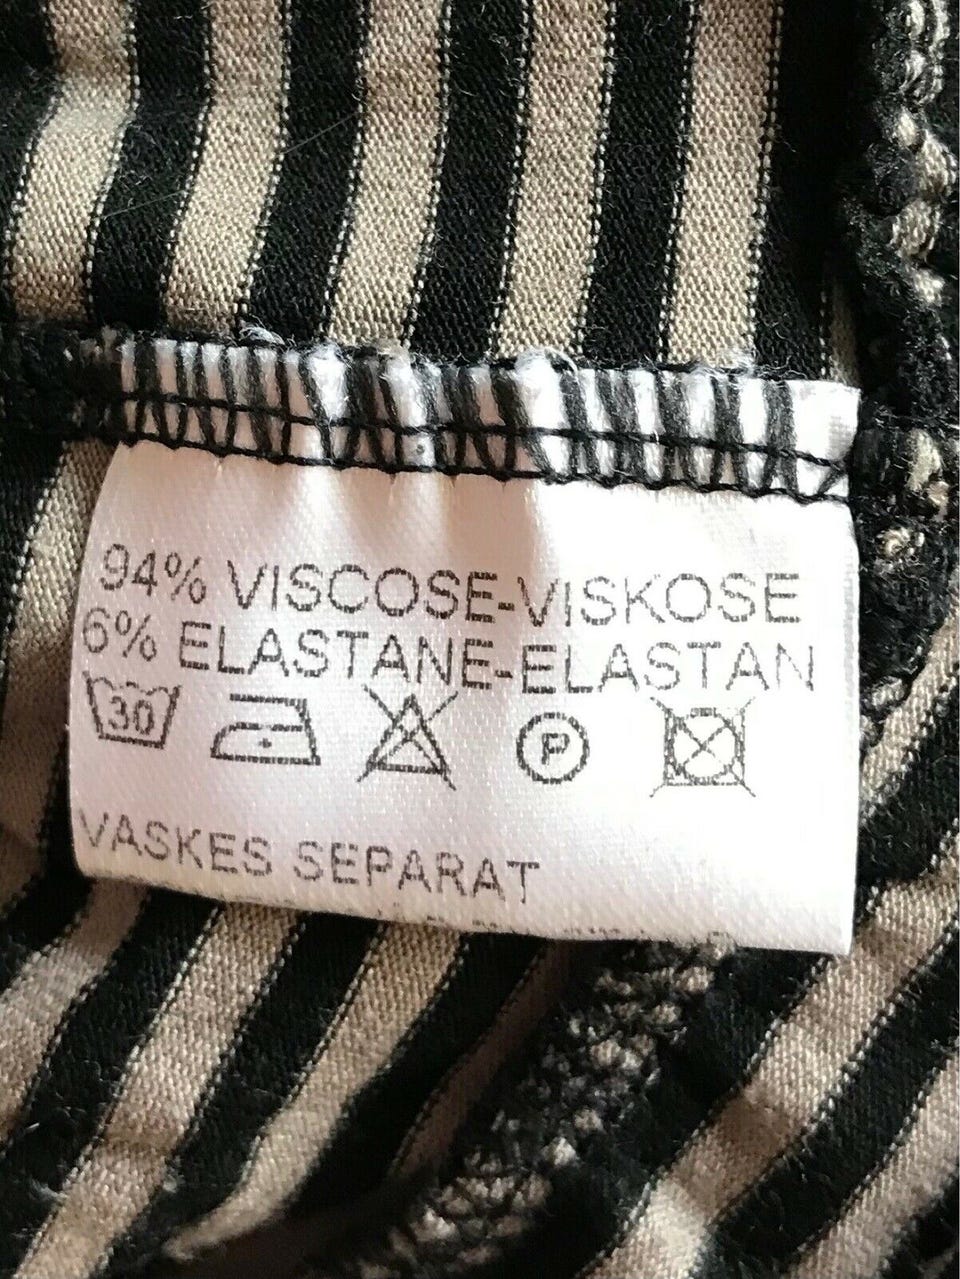 94% VISCOSE-VISKOSE
6% ELASTANE-ELASTAN
30 P
VASKES SEPARAT